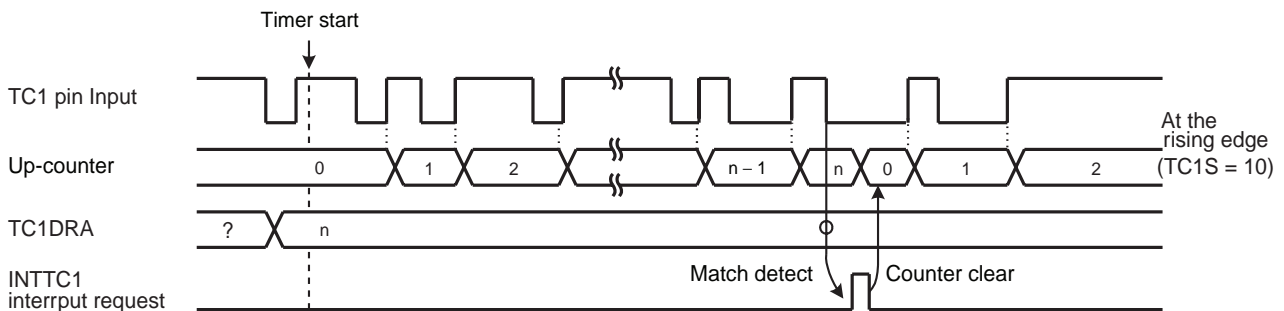 Timer start
TC1 pin Input
At the
rising edge
(TC1S = 10)
Up-counter
0
1
2
n – 1
n
0
1
2
TC1DRA
?
n
Match detect
Counter clear
INTTC1
interrput request